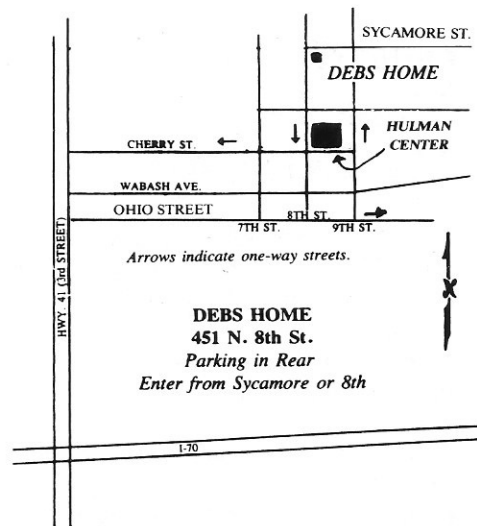 SYCAMORE ST.
DEBS HOME
HULMAN
CENTER
CHERRY ST.
WABASH AVE.
OHIO STREET
8TH ST.
7TH ST.
9TH ST.
HWY. 41 (3rd STREET)
Arrows indicate one-way streets.
DEBS HOME
451 N. 8th St.
Parking in Rear
Enter from Sycamore or 8th
I-70